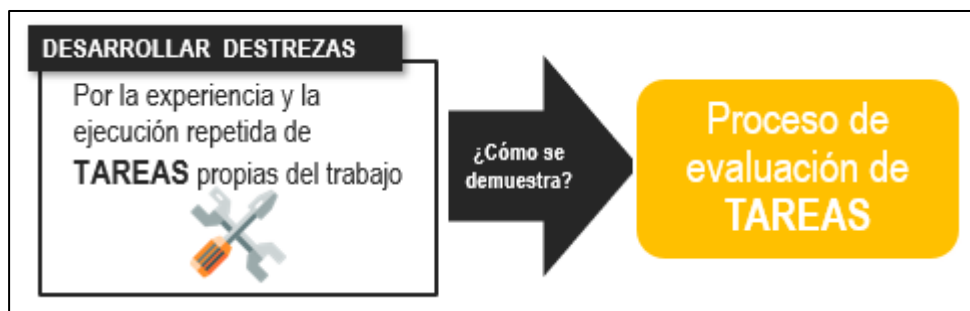 DESARROLLAR DESTREZAS
Por la experiencia y la
ejecución repetida de
TAREAS propias del trabajo
¿Cómo se
demuestra?
Proceso de
evaluación de
TAREAS